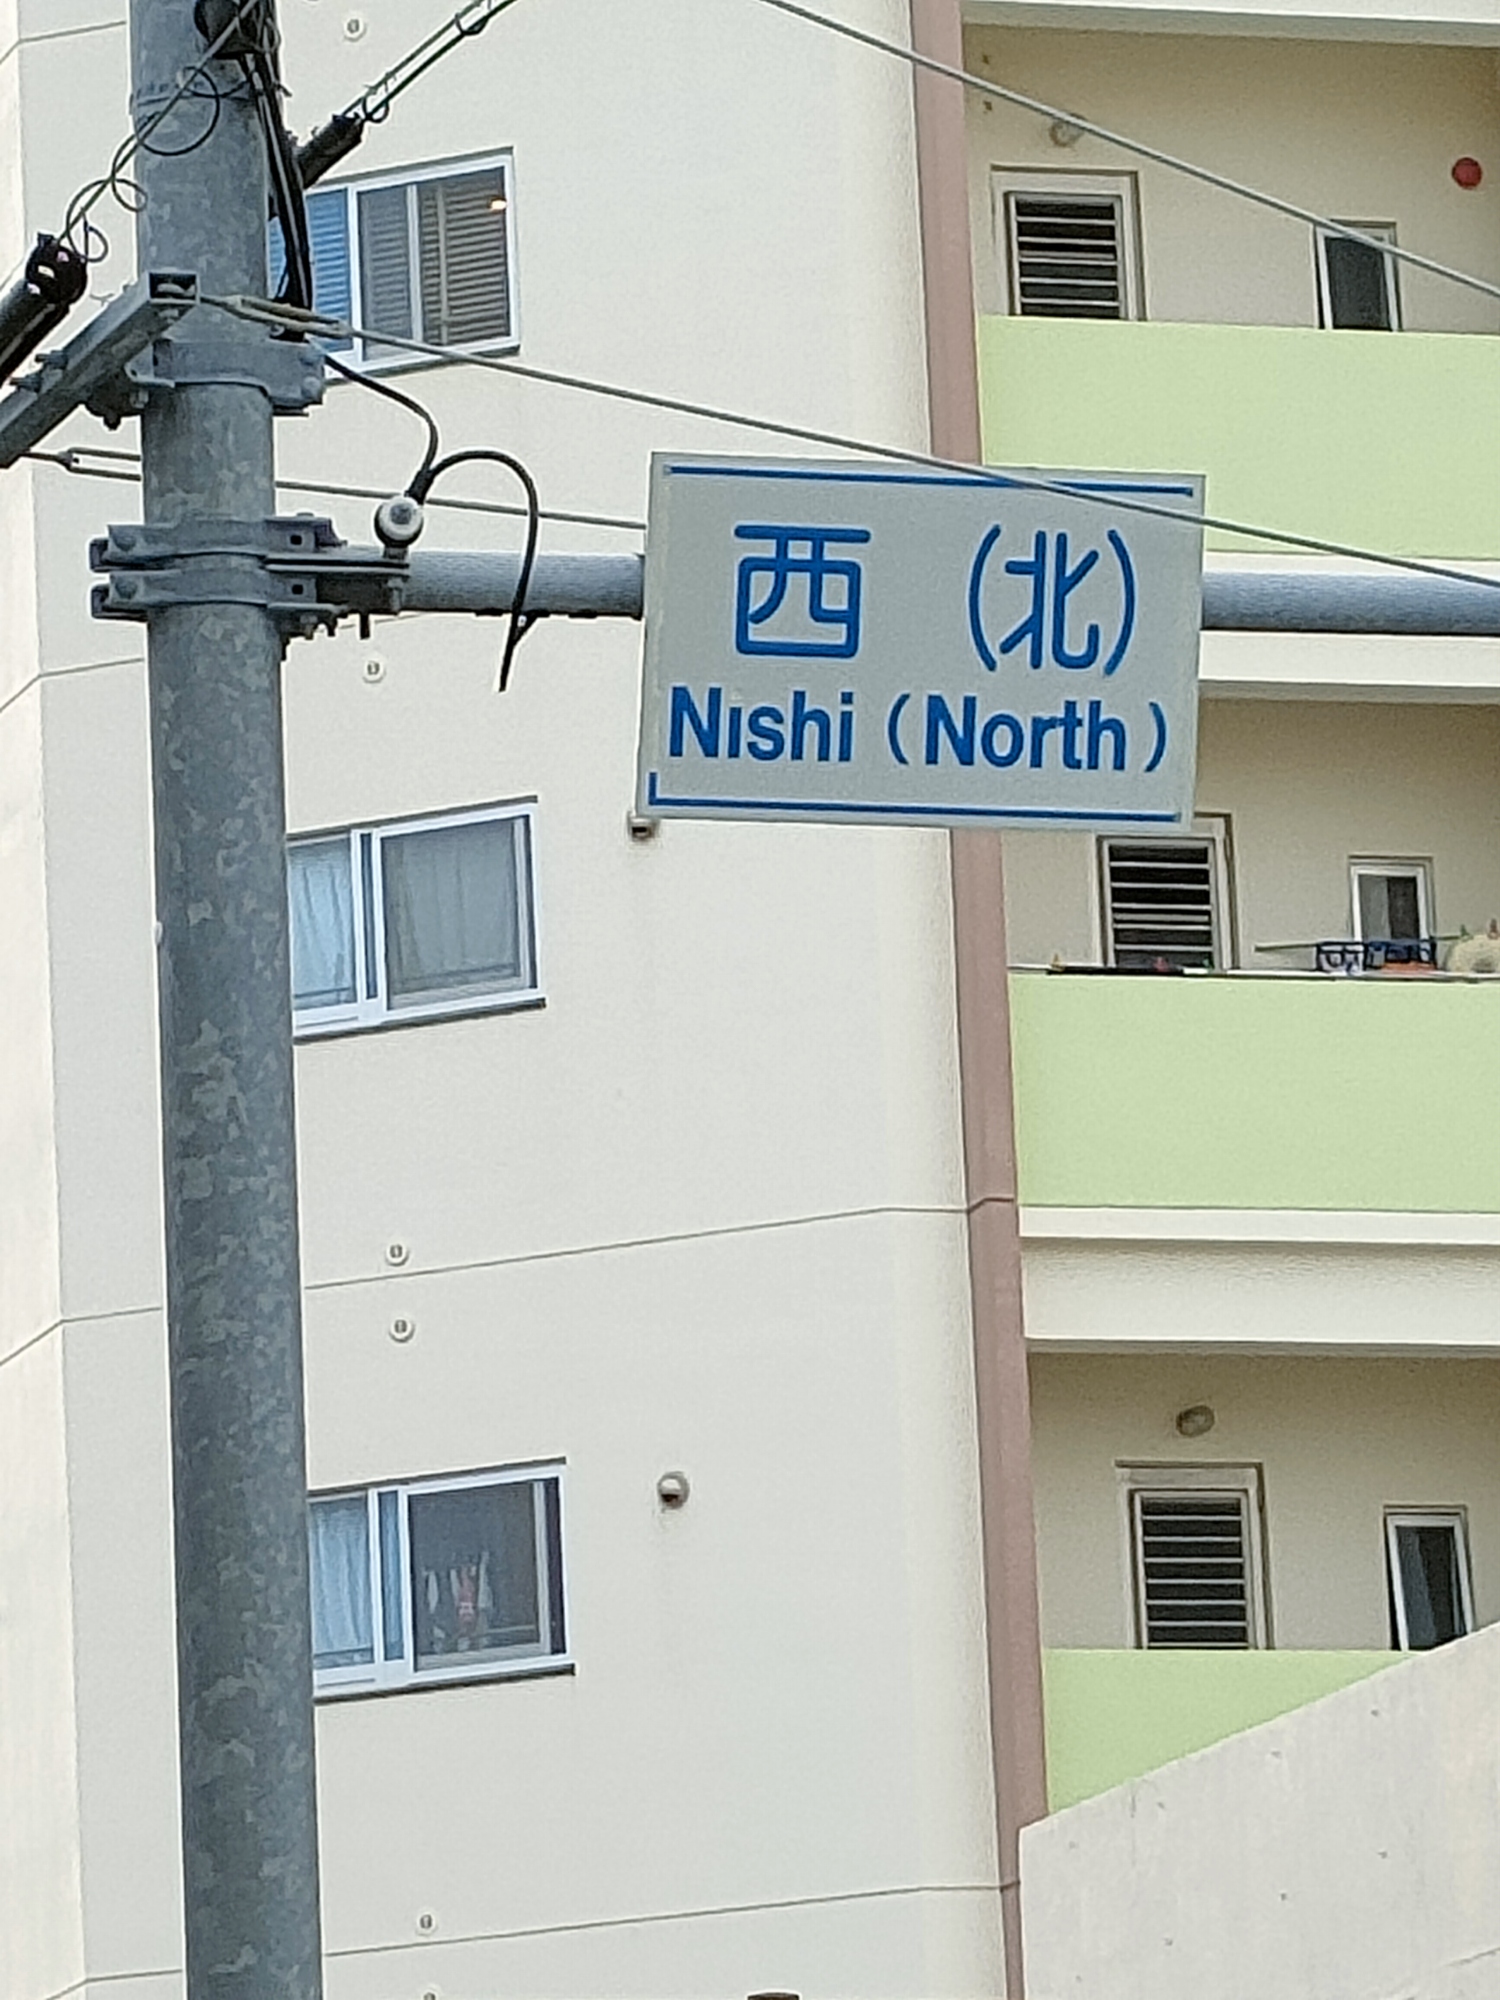 西 (北)
Nishi (North)